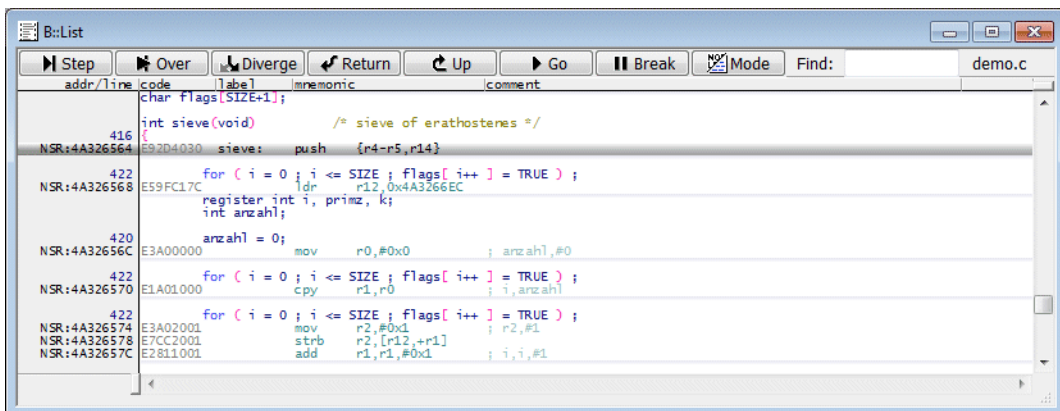 B::List
Step Over Diverge Return Up Go Break Mode Find: demo.c
addr/line code label mnemonic comment
char flags[SIZE+1];
int sieve(void) /* sieve of erathostenes */
416 {
NSR:4A326564 E92D4030 sieve: push {r4-r5,r14}
422 for ( i = 0 ; i <= SIZE ; flags[ i++ ] = TRUE ) ;
NSR:4A326568 E59FC17C ldr r12,0x4A3266EC
register int i, primz, k;
int anzahl;
420 anzahl = 0;
NSR:4A32656C E3A00000 mov r0,#0x0 ; anzahl,#0
422 for ( i = 0 ; i <= SIZE ; flags[ i++ ] = TRUE ) ;
NSR:4A326570 E1A01000 cpy r1,r0 ; i,anzahl
422 for ( i = 0 ; i <= SIZE ; flags[ i++ ] = TRUE ) ;
NSR:4A326574 E3A02001 mov r2,#0x1 ; r2,#1
NSR:4A326578 E7CC2001 strb r2,[r12,+r1]
NSR:4A32657C E2811001 add r1,r1,#0x1 ; i,i,#1